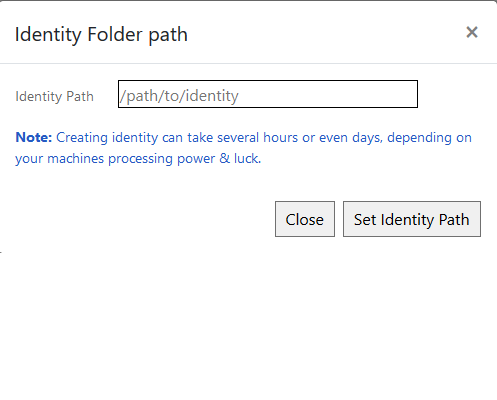 Identity Folder path ×
Identity Path /path/to/identity
Note: Creating identity can take several hours or even days, depending on
your machines processing power & luck.
Close Set Identity Path